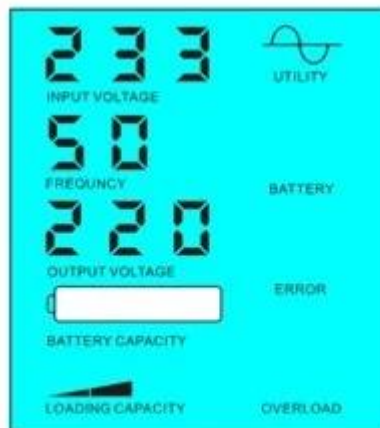 233
INPUT VOLTAGE
UTILITY
50
FREQUNCY
BATTERY
220
OUTPUT VOLTAGE
ERROR
BATTERY CAPACITY
LOADING CAPACITY
OVERLOAD